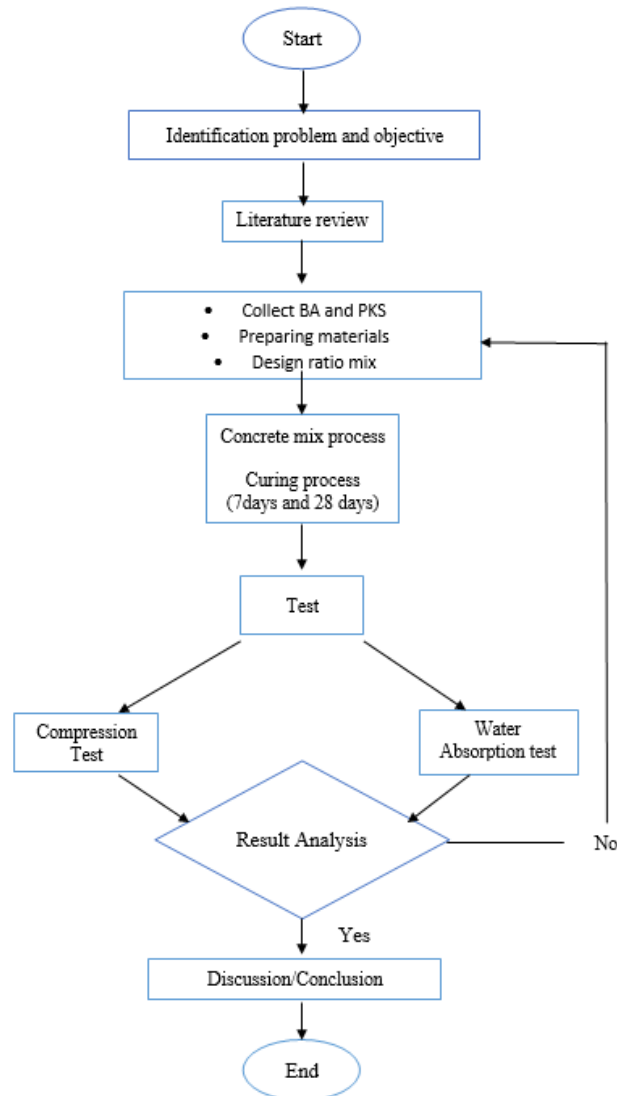 Start
Identification problem and objective
Literature review
• Collect BA and PKS
• Preparing materials
• Design ratio mix
Concrete mix process
Curing process
(7days and 28 days)
Test
Compression
Test
Water
Absorption test
Result Analysis
No
Yes
Discussion/Conclusion
End